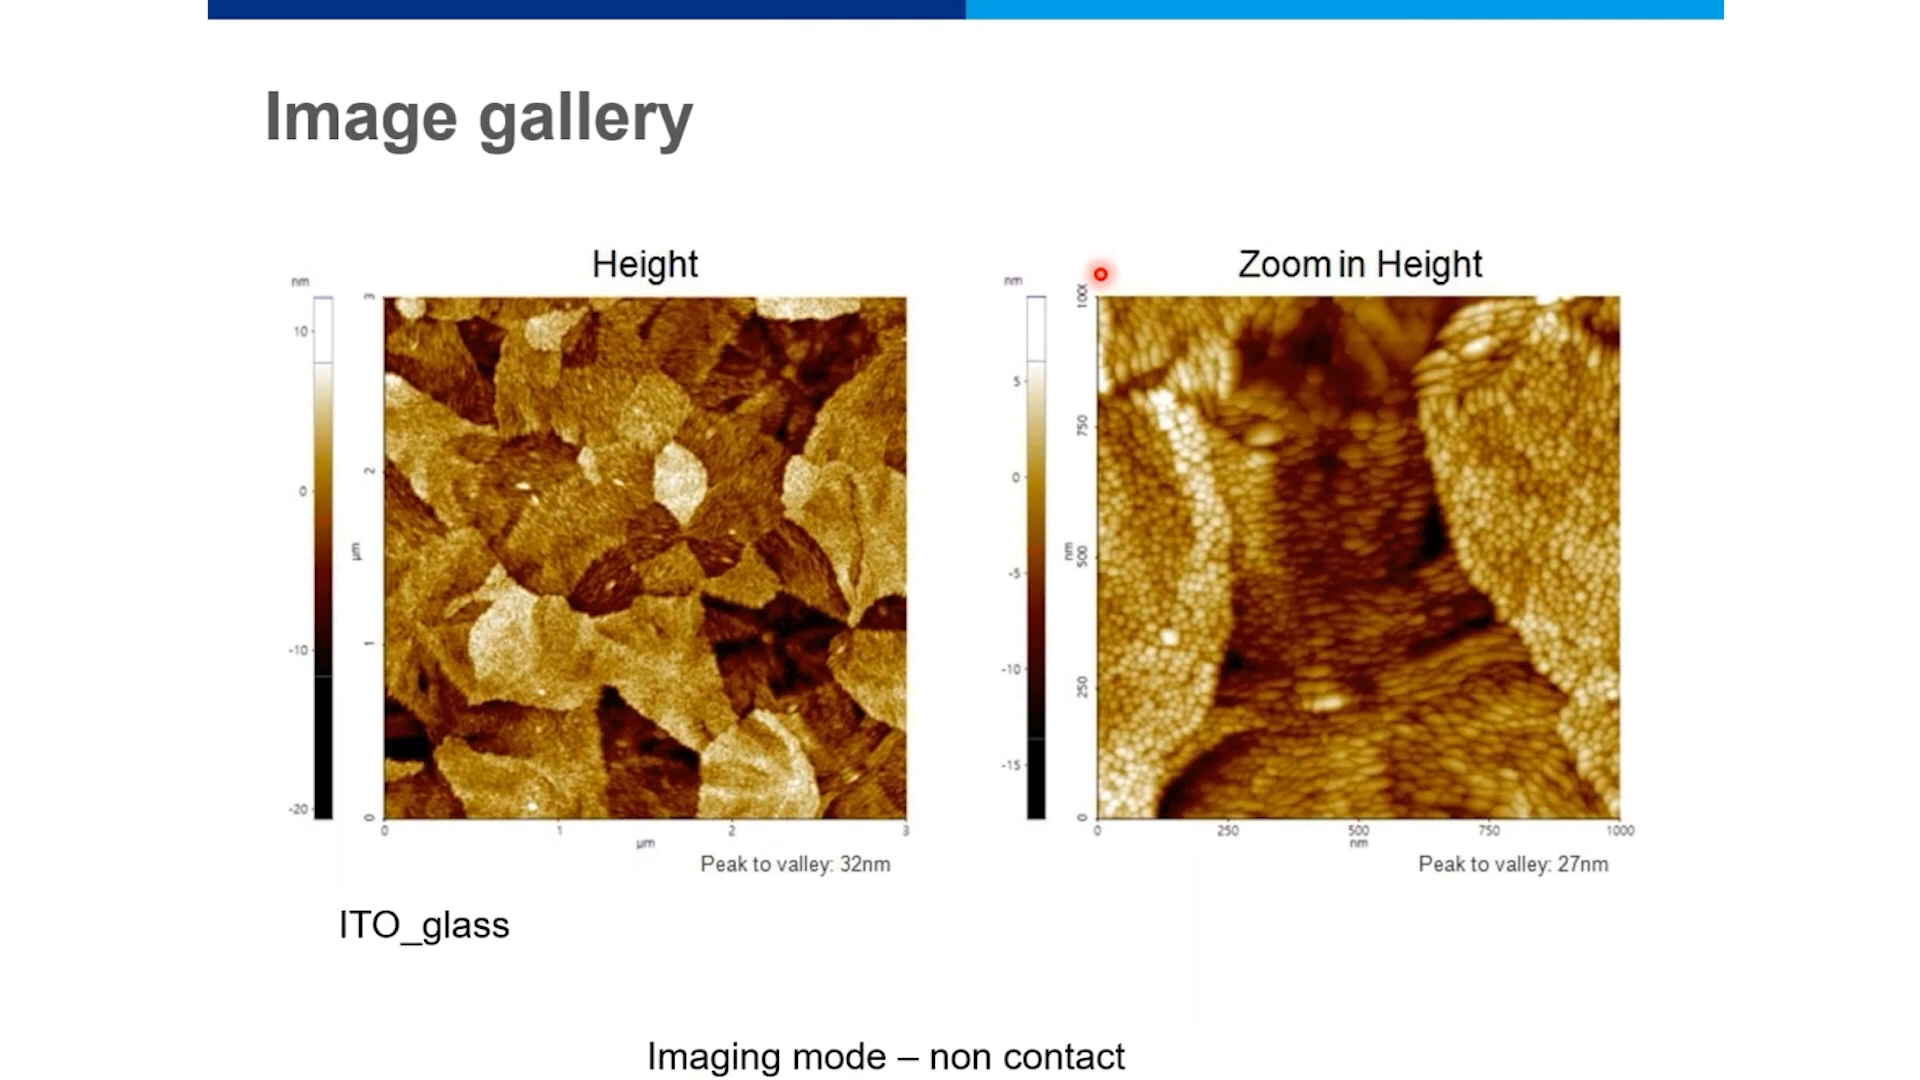 Image gallery
Height
nm
10
0
-10
-20
3
2
µm
1
0
0
1
2
3
µm
Peak to valley: 32nm
Zoom in Height
nm
5
0
-5
-10
-15
750
nm
500
250
0
0
250
500
750
1000
nm
Peak to valley: 27nm
ITO_glass
Imaging mode – non contact